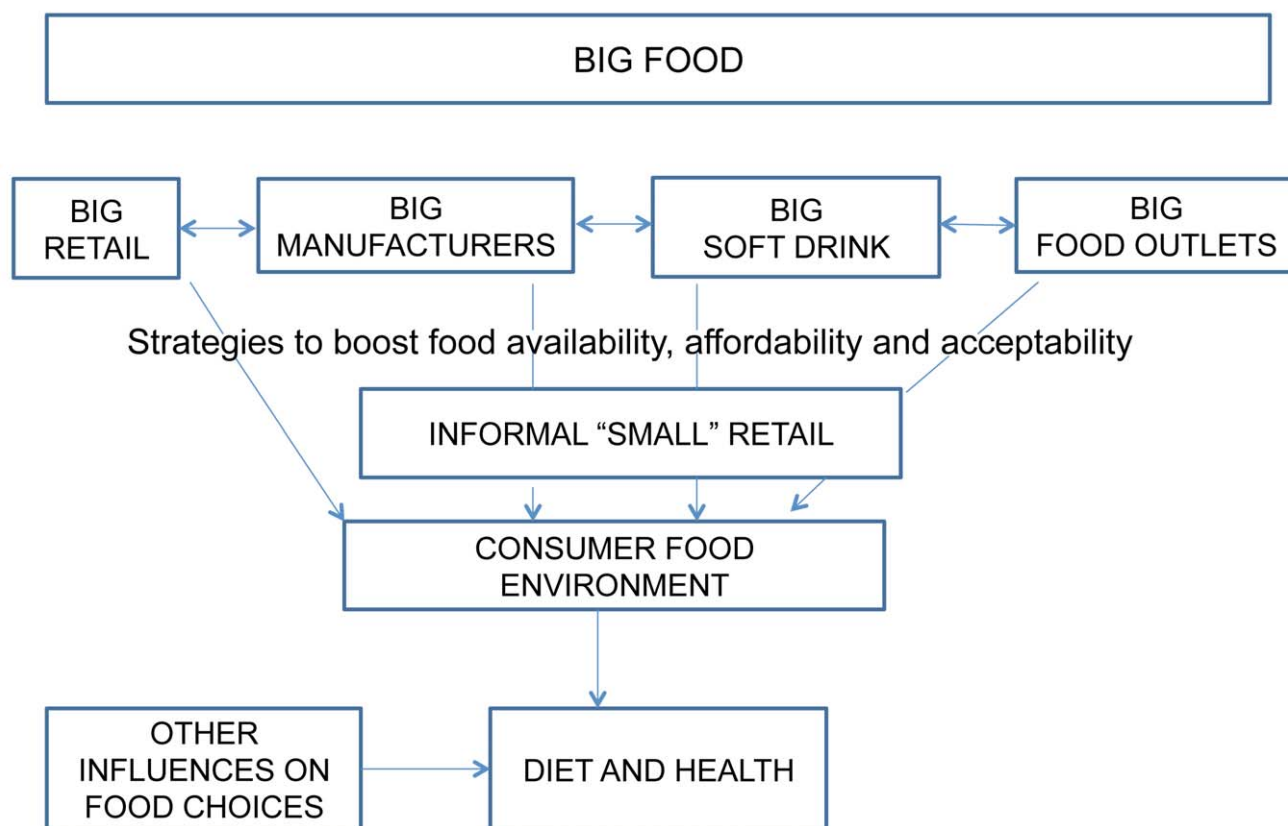 BIG FOOD
BIG
RETAIL
BIG
MANUFACTURERS
BIG
SOFT DRINK
BIG
FOOD OUTLETS
Strategies to boost food availability, affordability and acceptability
INFORMAL “SMALL” RETAIL
CONSUMER FOOD
ENVIRONMENT
OTHER
INFLUENCES ON
FOOD CHOICES
DIET AND HEALTH